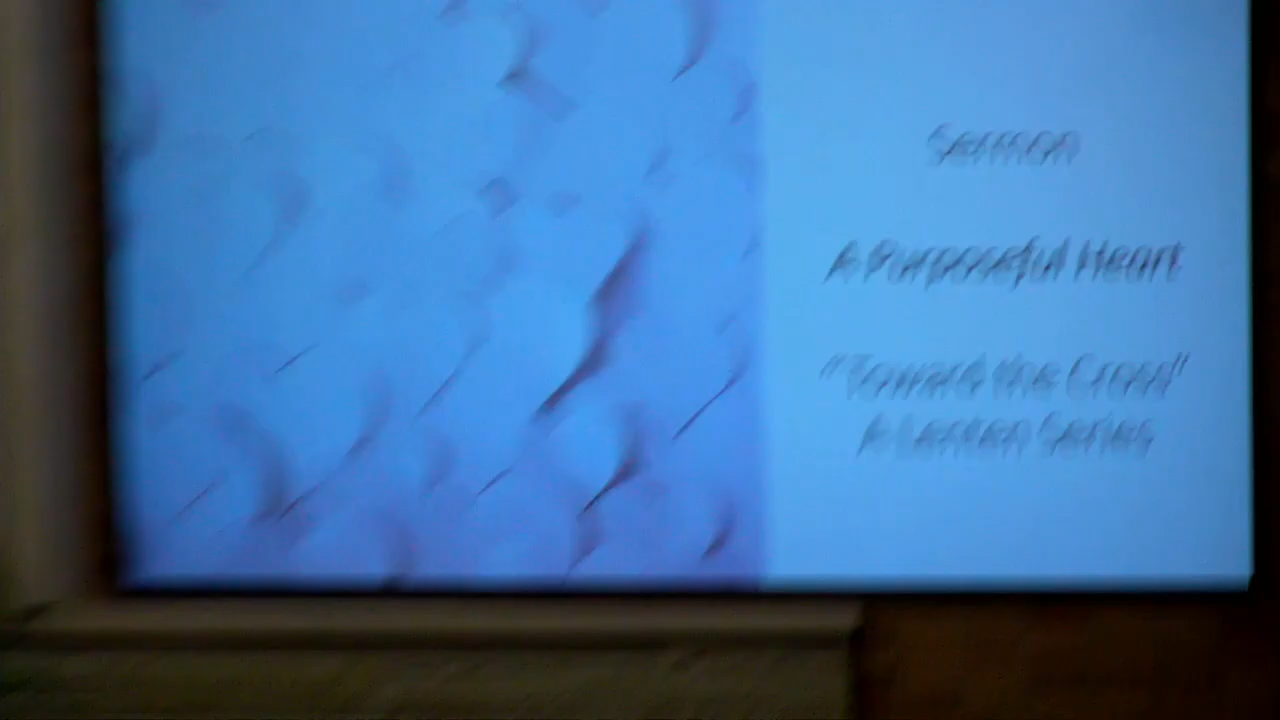 Sermon
A Purposeful Heart
"Toward the Cross"
A Lenten Series